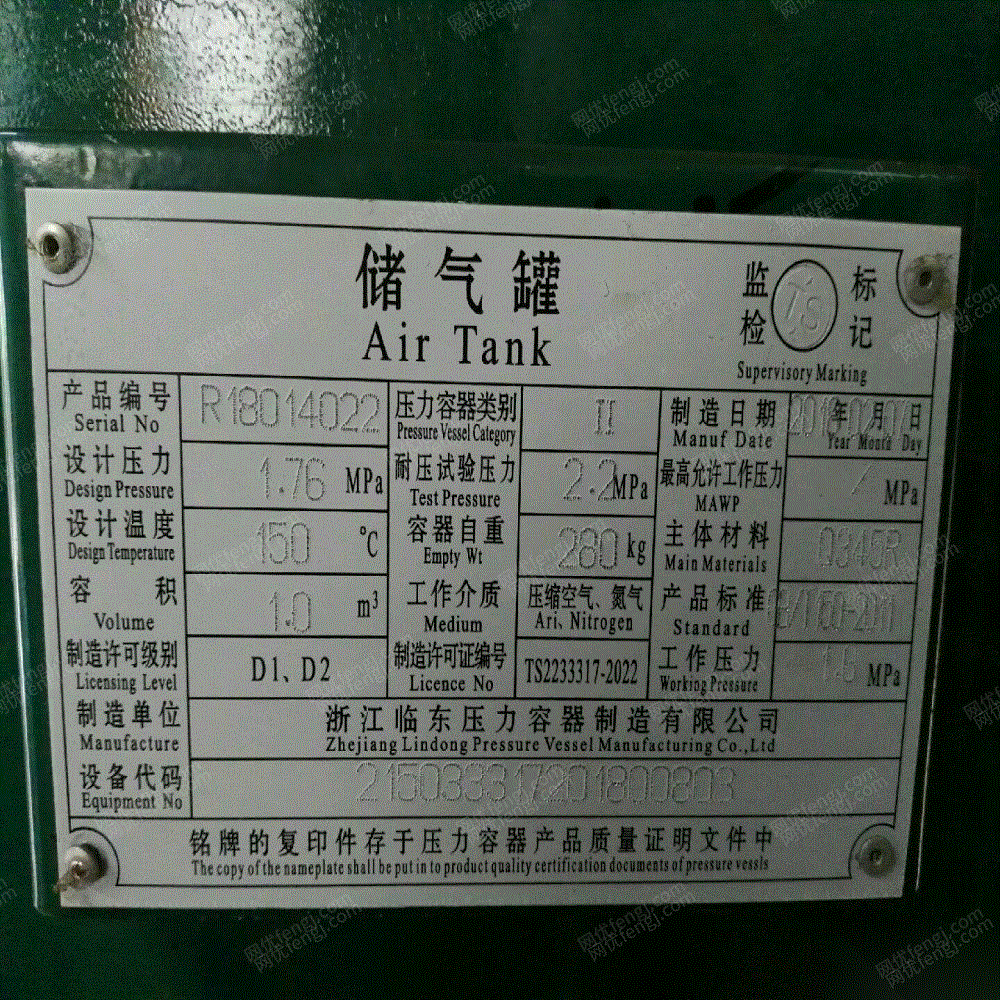 储气罐
Air Tank
监检 TS 标记
Supervisory Marking
产品编号 R18014022 压力容器类别 II 制造日期 年 月 日
Serial No Pressure Vessel Category Manuf Date Year Month Day
设计压力 1.76 MPa 耐压试验压力 2.2 MPa 最高允许工作压力 / MPa
Design Pressure Test Pressure MAWP
设计温度 150 ℃ 容器自重 280 kg 主体材料 Q345R
Design Temperature Empty Wt Main Materials
容积 1.0 m³ 工作介质 压缩空气、氮气 产品标准
Volume Medium Ari、Nitrogen Standard
制造许可级别 D1、D2 制造许可证编号 TS2233317-2022 工作压力 MPa
Licensing Level Licence No Working Pressure
制造单位 浙江临东压力容器制造有限公司
Manufacture Zhejiang Lindong Pressure Vessel Manufacturing Co.,Ltd
设备代码 215033317201800803
Equipment No
铭牌的复印件存于压力容器产品质量证明文件中
The copy of the nameplate shall be put in to product quality certification documents of pressure vessls
网优fengj.com